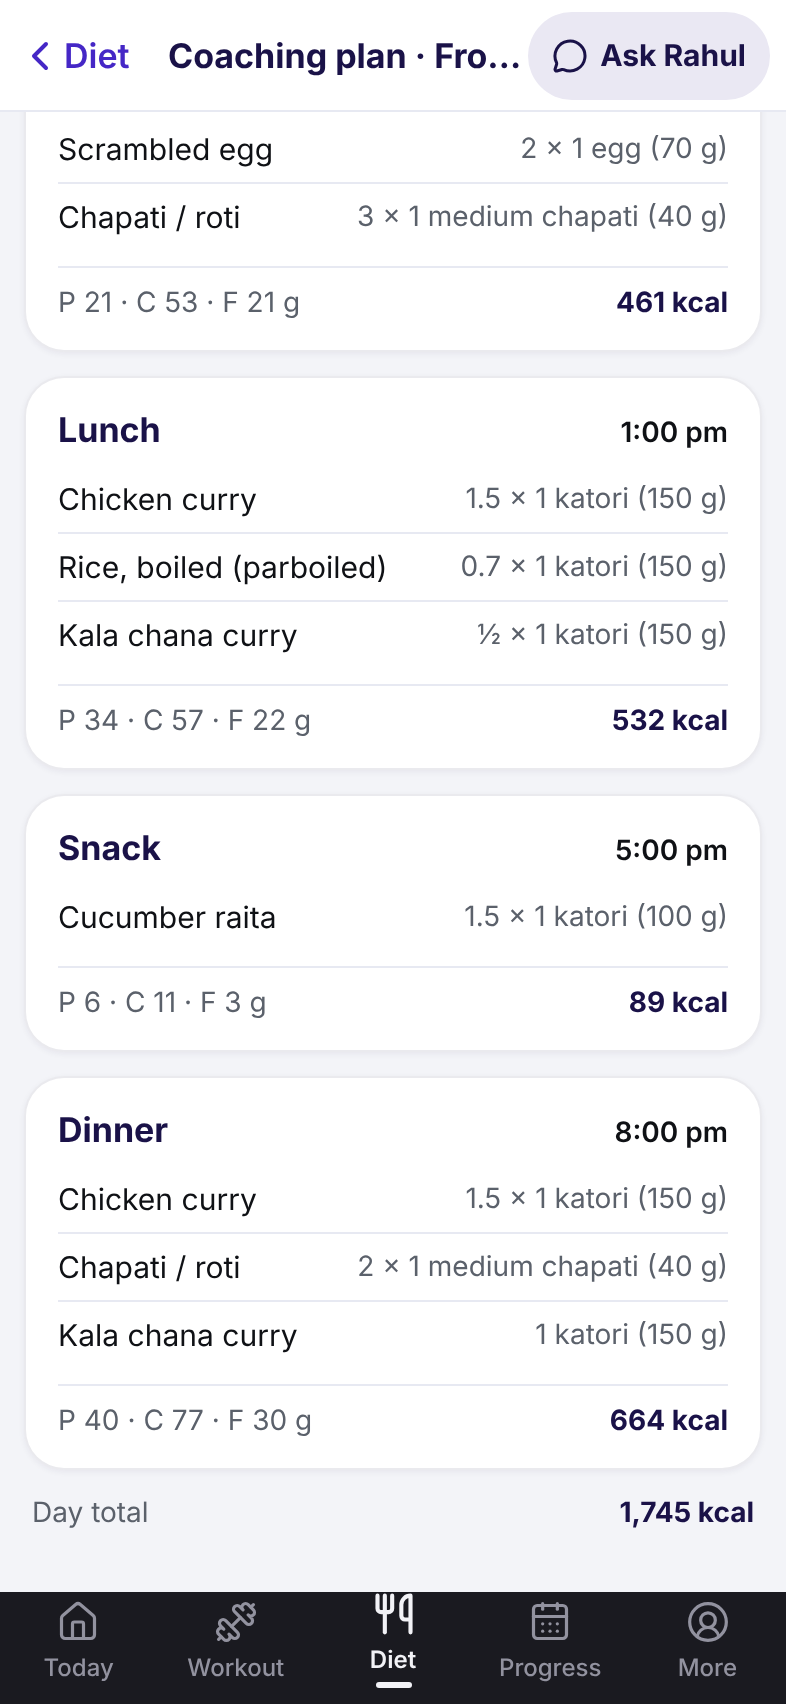 Diet
Coaching plan · Fro...
Ask Rahul
Scrambled egg 2 × 1 egg (70 g)
Chapati / roti 3 × 1 medium chapati (40 g)
P 21 · C 53 · F 21 g 461 kcal
Lunch 1:00 pm
Chicken curry 1.5 × 1 katori (150 g)
Rice, boiled (parboiled) 0.7 × 1 katori (150 g)
Kala chana curry ½ × 1 katori (150 g)
P 34 · C 57 · F 22 g 532 kcal
Snack 5:00 pm
Cucumber raita 1.5 × 1 katori (100 g)
P 6 · C 11 · F 3 g 89 kcal
Dinner 8:00 pm
Chicken curry 1.5 × 1 katori (150 g)
Chapati / roti 2 × 1 medium chapati (40 g)
Kala chana curry 1 katori (150 g)
P 40 · C 77 · F 30 g 664 kcal
Day total 1,745 kcal
Today Workout Diet Progress More